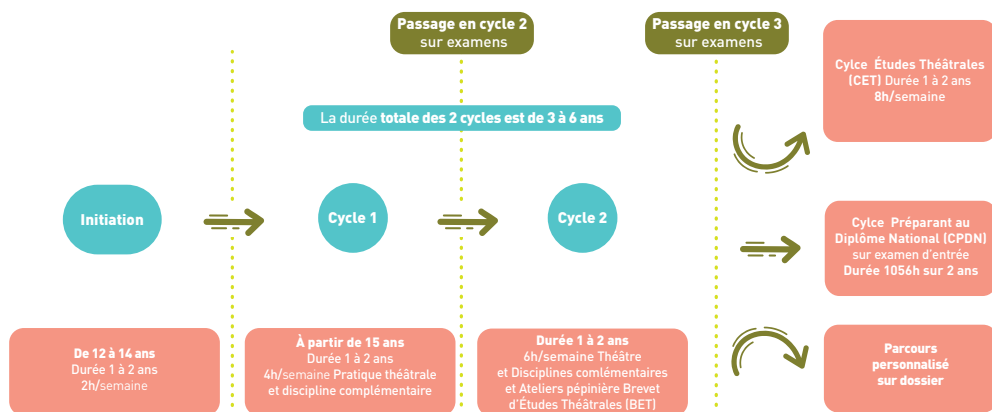 Passage en cycle 2
sur examens
Passage en cycle 3
sur examens
Cylce Études Théâtrales
(CET) Durée 1 à 2 ans
8h/semaine
La durée totale des 2 cycles est de 3 à 6 ans
Initiation
Cycle 1
Cycle 2
Cylce Préparant au
Diplôme National (CPDN)
sur examen d'entrée
Durée 1056h sur 2 ans
De 12 à 14 ans
Durée 1 à 2 ans
2h/semaine
À partir de 15 ans
Durée 1 à 2 ans
4h/semaine Pratique théâtrale
et discipline complémentaire
Durée 1 à 2 ans
6h/semaine Théâtre
et Disciplines comlémentaires
et Ateliers pépinière Brevet
d'Études Théâtrales (BET)
Parcours
personnalisé
sur dossier